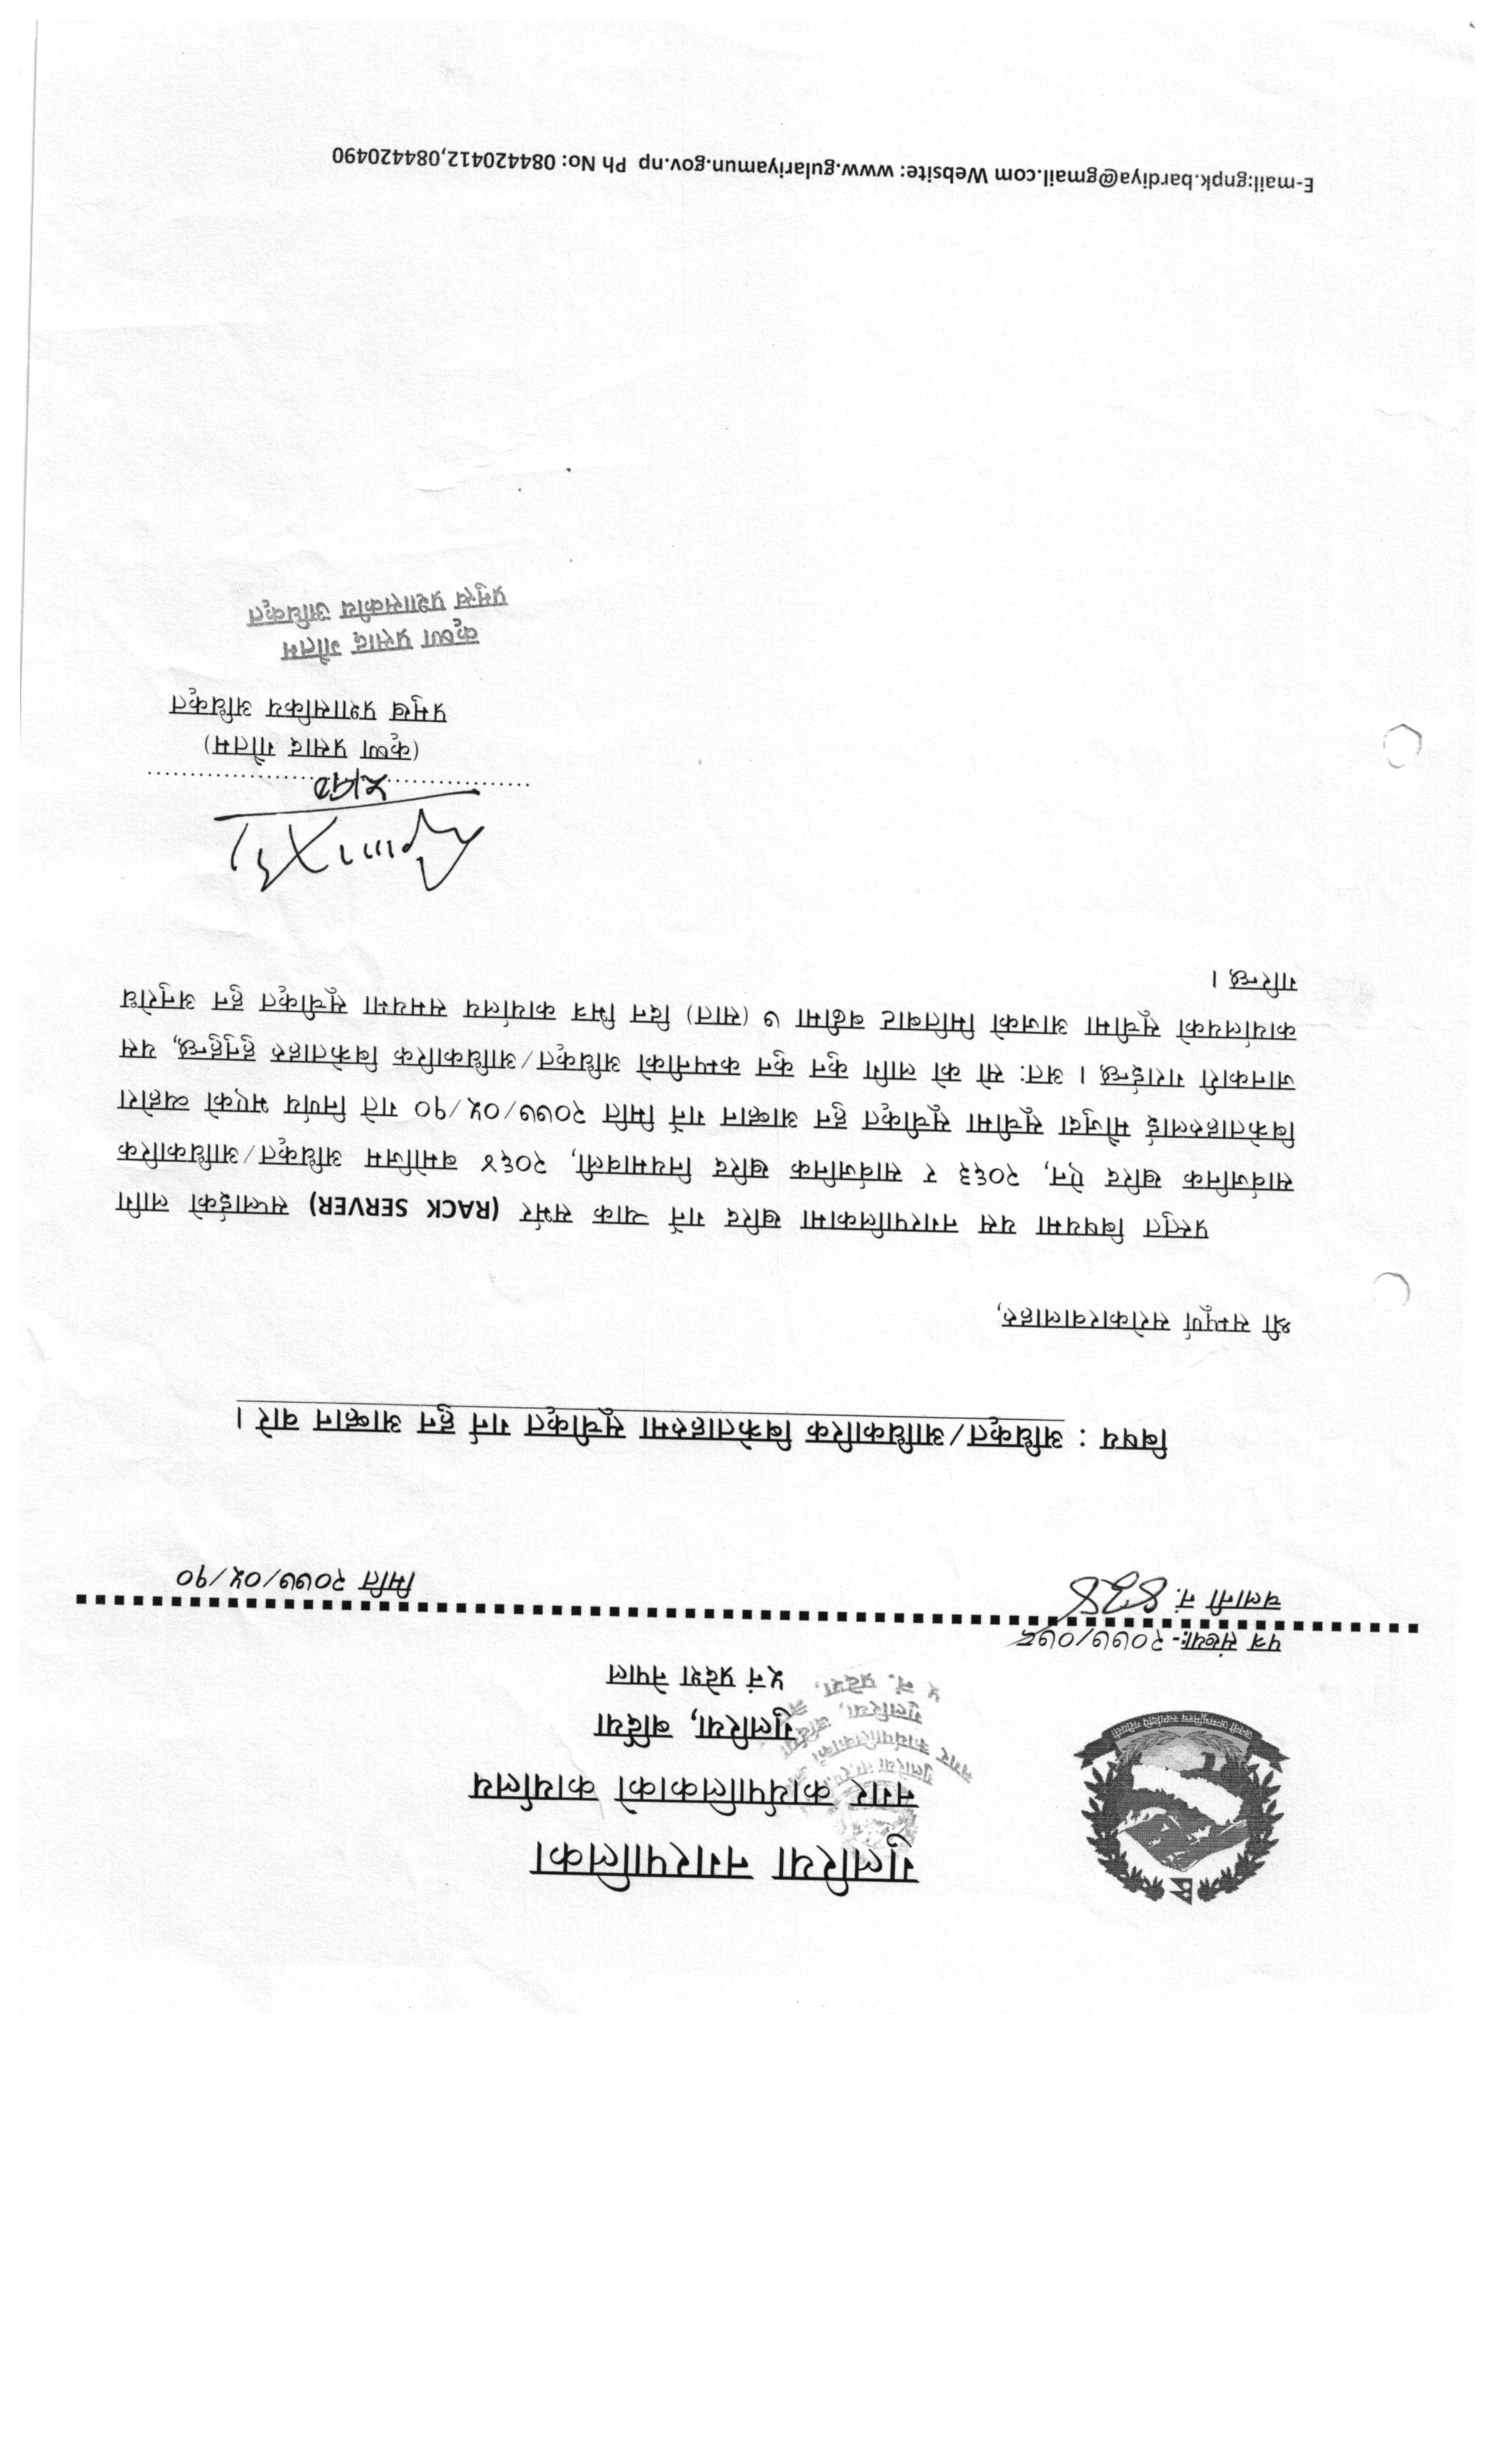 गुलरिया नगरपालिका
नगर कार्यपालिकाको कार्यालय
गुलरिया, बर्दिया
५नं प्रदेश नेपाल
पत्र संख्याः-२०७७/०७८
चलानी नं.
मिति २०७७/०५/१०
विषय : अधिकृत/आधिकारिक विक्रेताहरुमा सूचीकृत गर्न हुन आव्हान वारे ।
श्री सम्पूर्ण सरोकारवालाहरु,
प्रस्तुत विषयमा यस नगरपालिकामा खरिद गर्ने र्‍याक सर्भर (RACK SERVER) सप्लाईको लागि
सार्वजनिक खरिद ऐन, २०६३ र सार्वजनिक खरिद नियमावली, २०६४ बमोजिम अधिकृत/आधिकारिक
विक्रेताहरुलाई मौजुदा सूचीमा सूचीकृत हुन आव्हान गर्ने मिति २०७७/०५/१० गते निर्णय भएको व्यहोरा
जानकारी गराईन्छ । अतः सो को लागि कुन कुन कम्पनीको अधिकृत/आधिकारिक विक्रेताहरु हुनुहुन्छ, यस
कार्यालयको सूचीमा आजको मितिबाट बढीमा ७ (सात) दिन भित्र कार्यालय समयमा सूचीकृत हुन अनुरोध
गरिन्छ ।
(कृष्ण प्रसाद गौतम)
प्रमुख प्रशासकिय अधिकृत
कृष्ण प्रसाद गौतम
प्रमुख प्रशासकीय अधिकृत
E-mail:gnpk.bardiya@gmail.com Website: www.gulariyamun.gov.np Ph No: 084420412,084420490